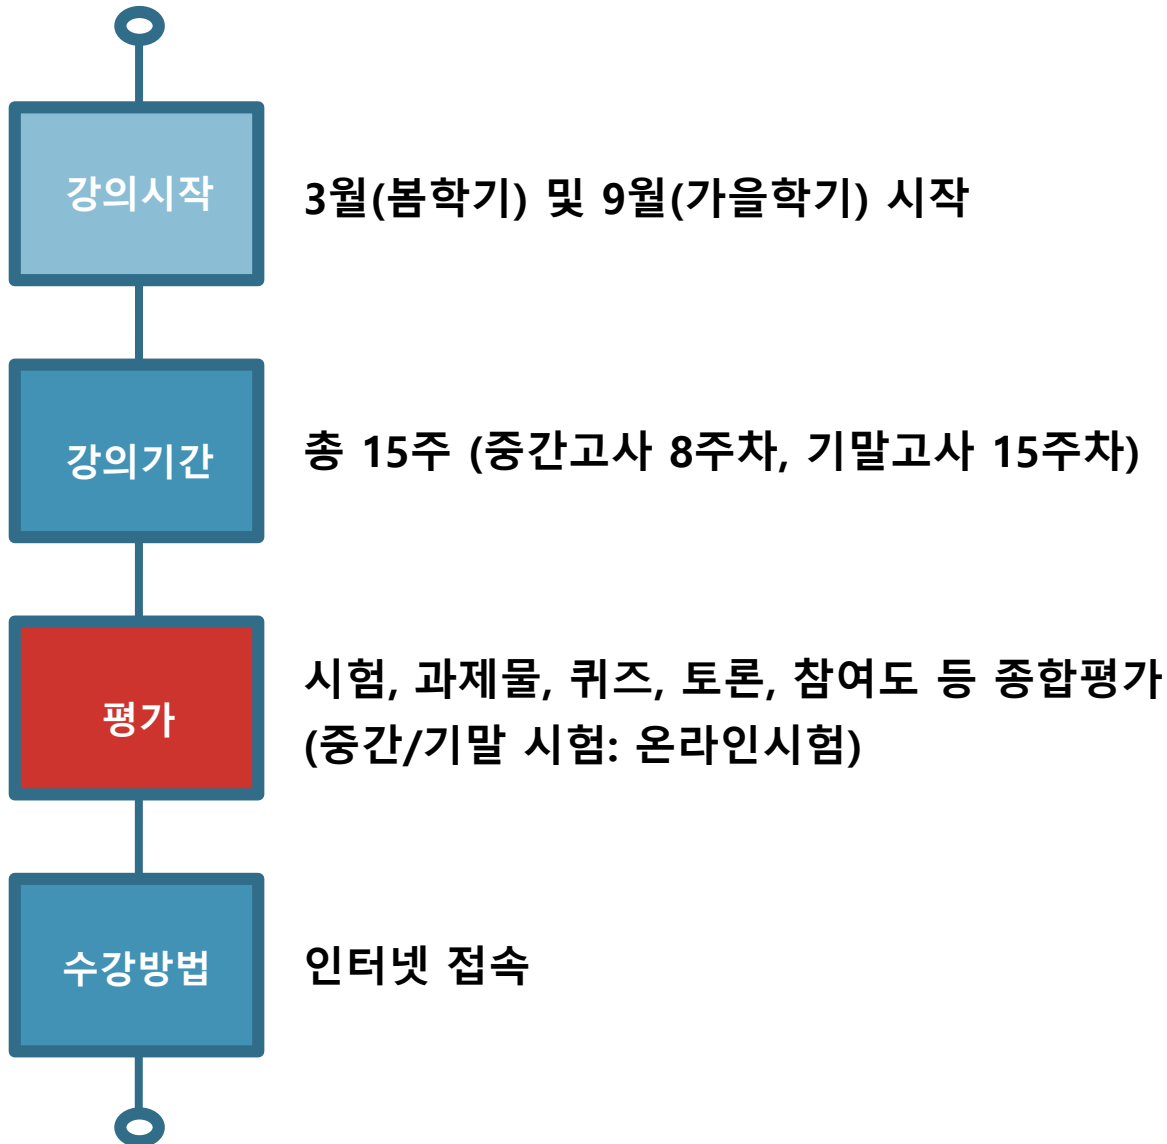 강의시작
3월(봄학기) 및 9월(가을학기) 시작
강의기간
총 15주 (중간고사 8주차, 기말고사 15주차)
평가
시험, 과제물, 퀴즈, 토론, 참여도 등 종합평가
(중간/기말 시험: 온라인시험)
수강방법
인터넷 접속